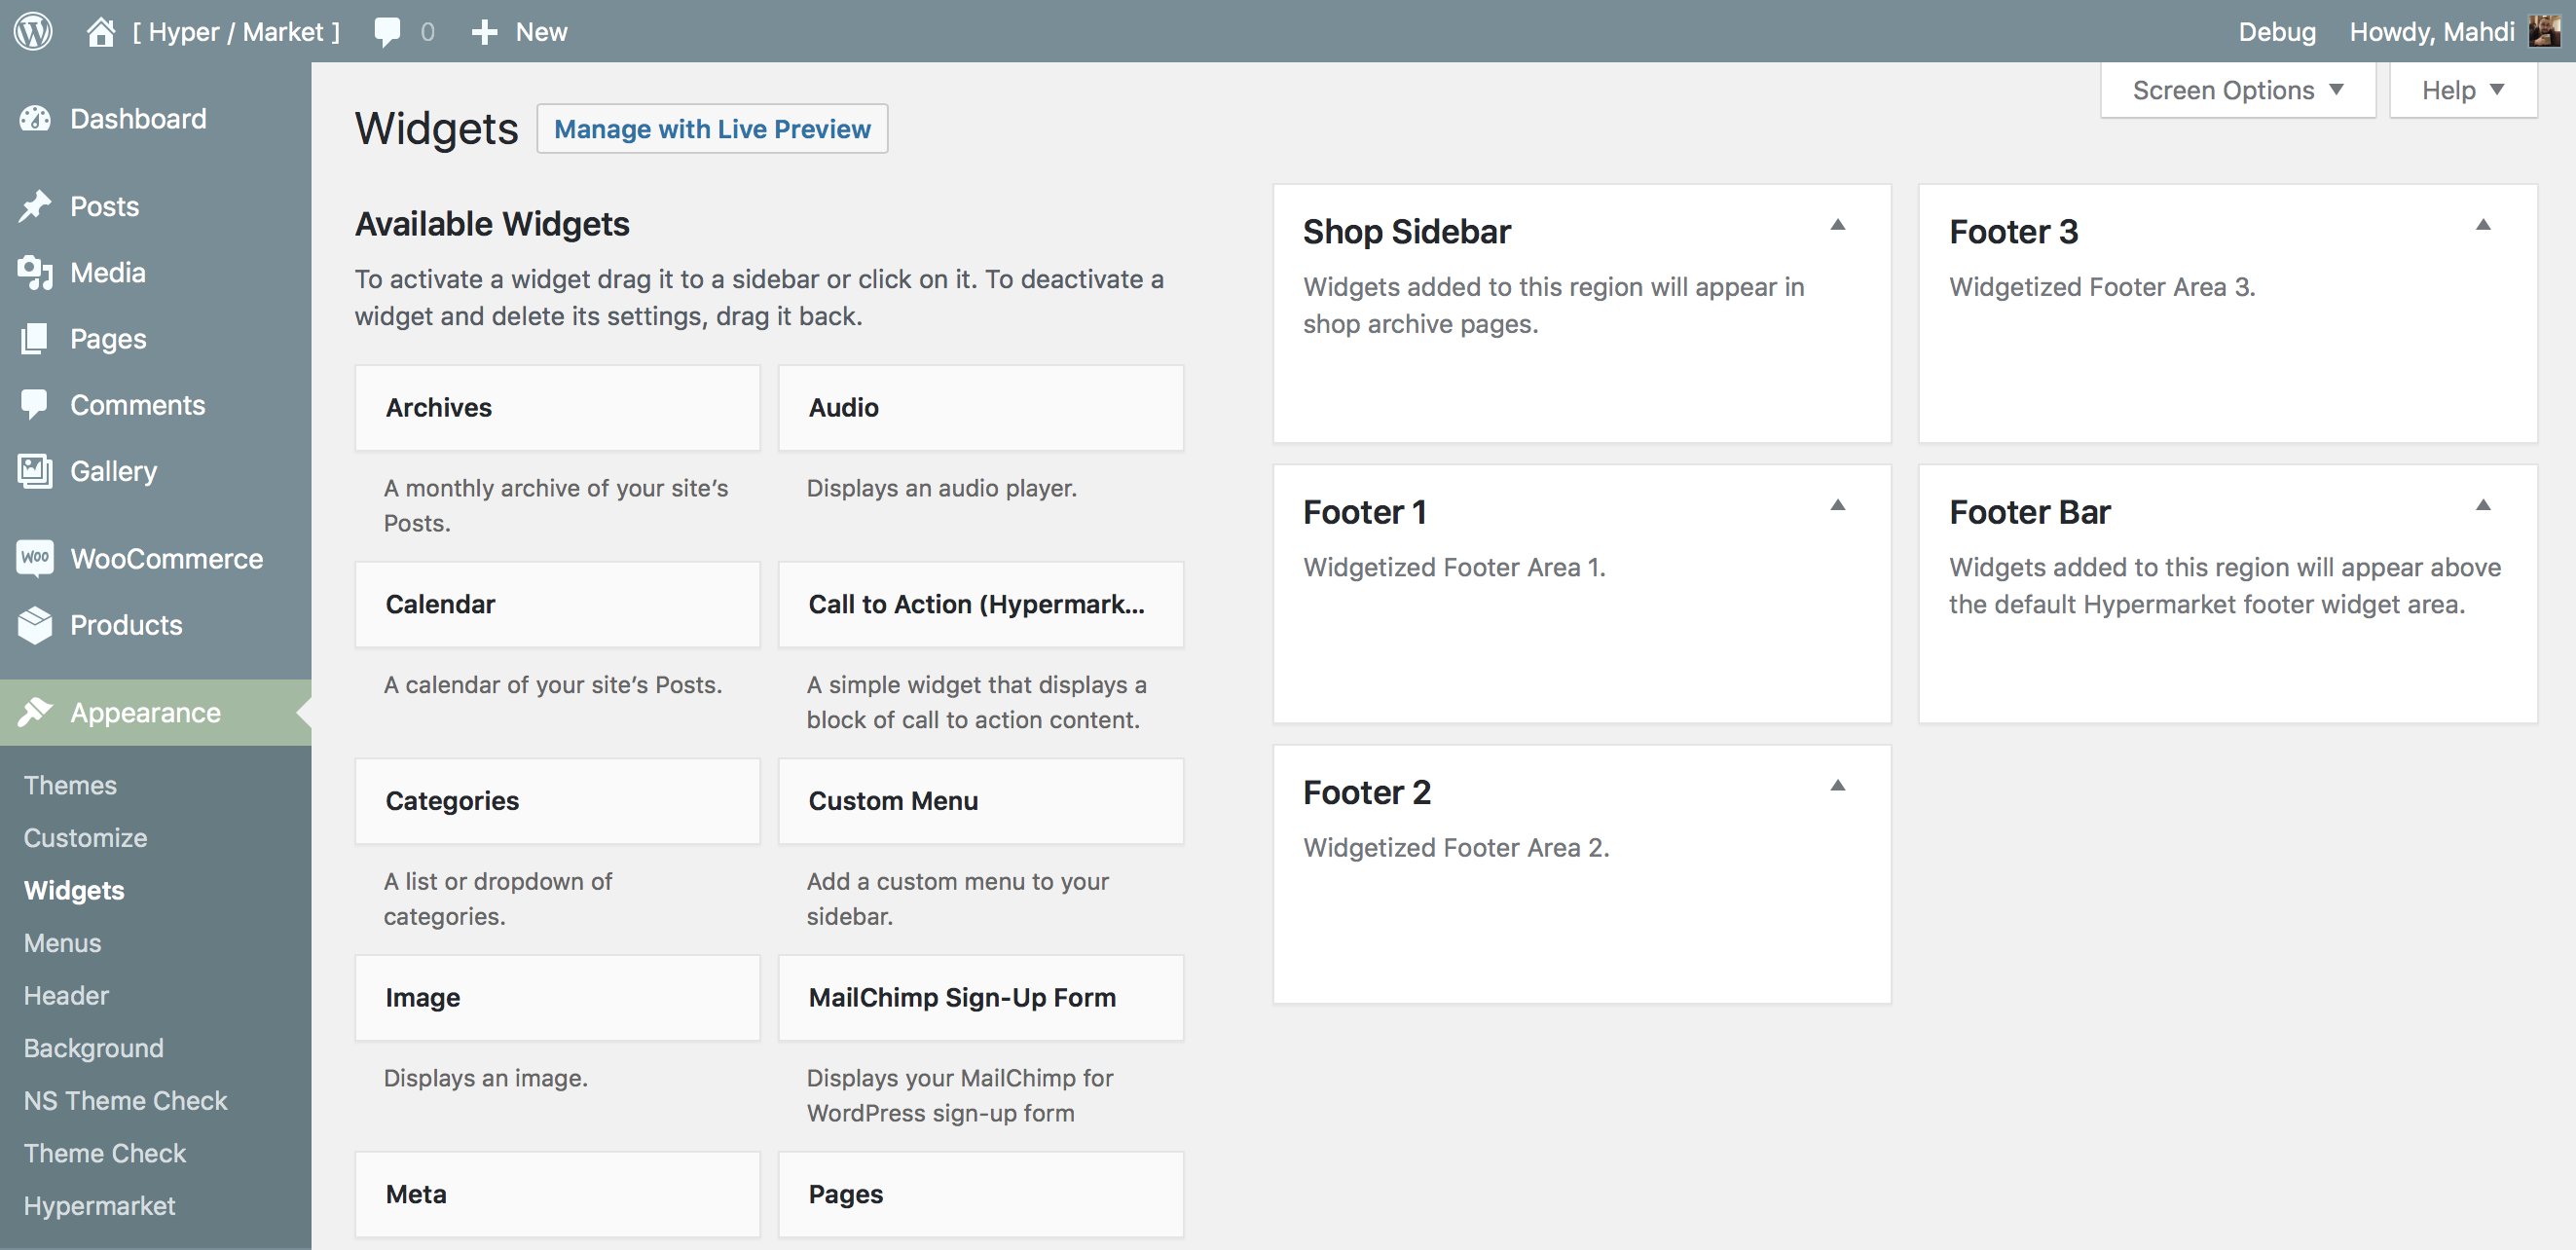 [ Hyper / Market ]
0
New
Debug
Howdy, Mahdi
Screen Options
Help
Dashboard
Posts
Media
Pages
Comments
Gallery
Woo
WooCommerce
Products
Appearance
Themes
Customize
Widgets
Menus
Header
Background
NS Theme Check
Theme Check
Hypermarket
Widgets
Manage with Live Preview
Available Widgets
To activate a widget drag it to a sidebar or click on it. To deactivate a
widget and delete its settings, drag it back.
Archives
A monthly archive of your site’s
Posts.
Audio
Displays an audio player.
Calendar
A calendar of your site’s Posts.
Call to Action (Hypermark...
A simple widget that displays a
block of call to action content.
Categories
A list or dropdown of
categories.
Custom Menu
Add a custom menu to your
sidebar.
Image
Displays an image.
MailChimp Sign-Up Form
Displays your MailChimp for
WordPress sign-up form
Meta
Pages
Shop Sidebar
Widgets added to this region will appear in
shop archive pages.
Footer 1
Widgetized Footer Area 1.
Footer 2
Widgetized Footer Area 2.
Footer 3
Widgetized Footer Area 3.
Footer Bar
Widgets added to this region will appear above
the default Hypermarket footer widget area.